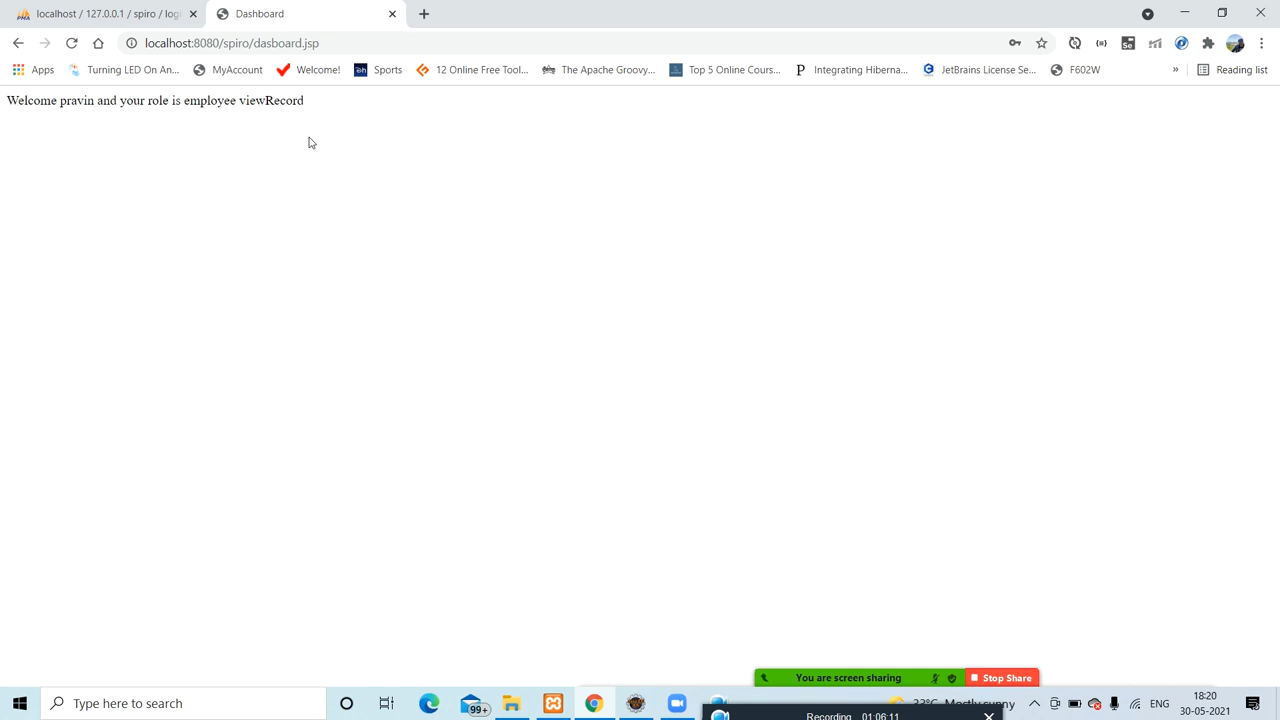 localhost / 127.0.0.1 / spiro / log
Dashboard
localhost:8080/spiro/dasboard.jsp
Apps
Turning LED On An...
MyAccount
Welcome!
Sports
12 Online Free Tool...
The Apache Groovy...
Top 5 Online Cours...
Integrating Hiberna...
JetBrains License Se...
F602W
»
Reading list
Welcome pravin and your role is employee viewRecord
You are screen sharing
Stop Share
Type here to search
99+
33°C Mostly sunny
ENG
18:20
30-05-2021
Recording 01:06:11